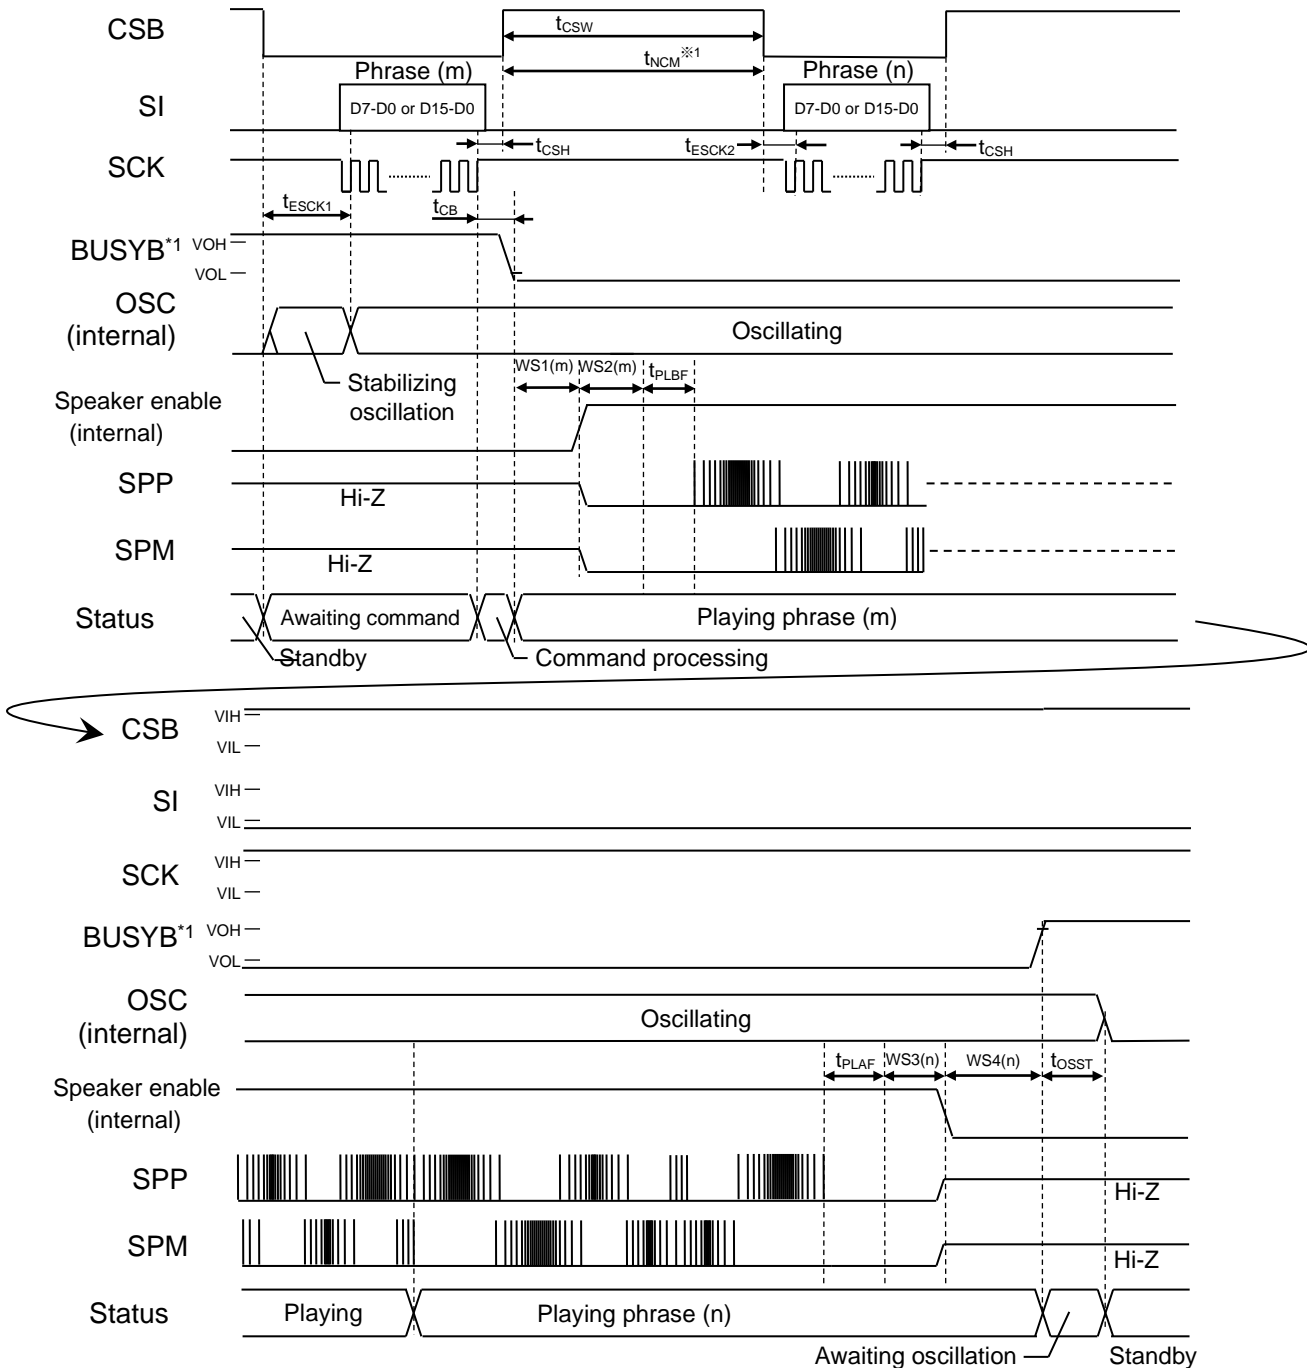 CSB
tCSW
tNCM※1
Phrase (m)
Phrase (n)
SI
D7-D0 or D15-D0
D7-D0 or D15-D0
tCSH
tESCK2
tCSH
SCK
tESCK1
tCB
BUSYB*1
VOH
VOL
OSC
(internal)
Oscillating
Stabilizing
oscillation
WS1(m)
WS2(m)
tPLBF
Speaker enable
(internal)
SPP
Hi-Z
SPM
Hi-Z
Status
Awaiting command
Playing phrase (m)
Standby
Command processing
CSB
VIH
VIL
SI
VIH
VIL
SCK
VIH
VIL
BUSYB*1
VOH
VOL
OSC
(internal)
Oscillating
tPLAF
WS3(n)
WS4(n)
tOSST
Speaker enable
(internal)
SPP
Hi-Z
SPM
Hi-Z
Status
Playing
Playing phrase (n)
Awaiting oscillation
Standby